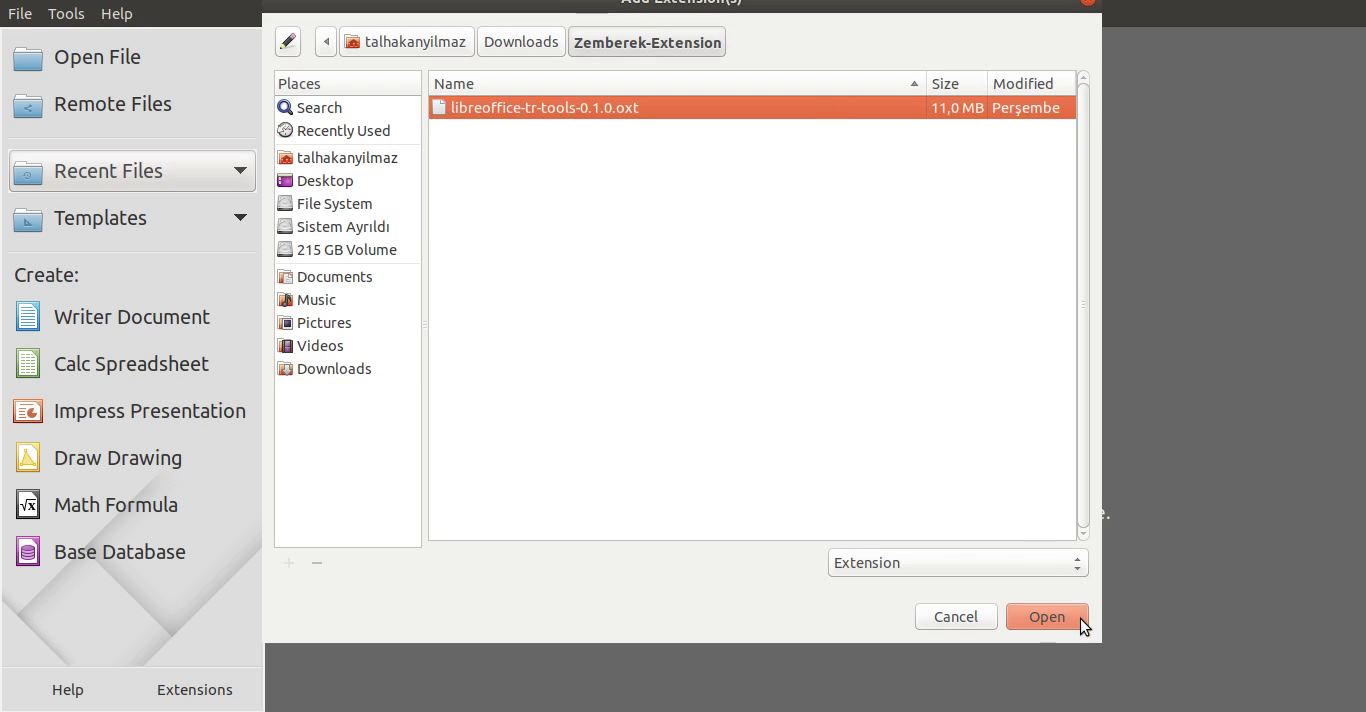 File Tools Help
Open File
Remote Files
Recent Files
Templates
Create:
Writer Document
Calc Spreadsheet
Impress Presentation
Draw Drawing
Math Formula
Base Database
Help Extensions
Add Extension(s)
talhakanyilmaz Downloads Zemberek-Extension
Places
Search
Recently Used
talhakanyilmaz
Desktop
File System
Sistem Ayrıldı
215 GB Volume
Documents
Music
Pictures
Videos
Downloads
Name Size Modified
libreoffice-tr-tools-0.1.0.oxt 11,0 MB Perşembe
Extension
Cancel Open